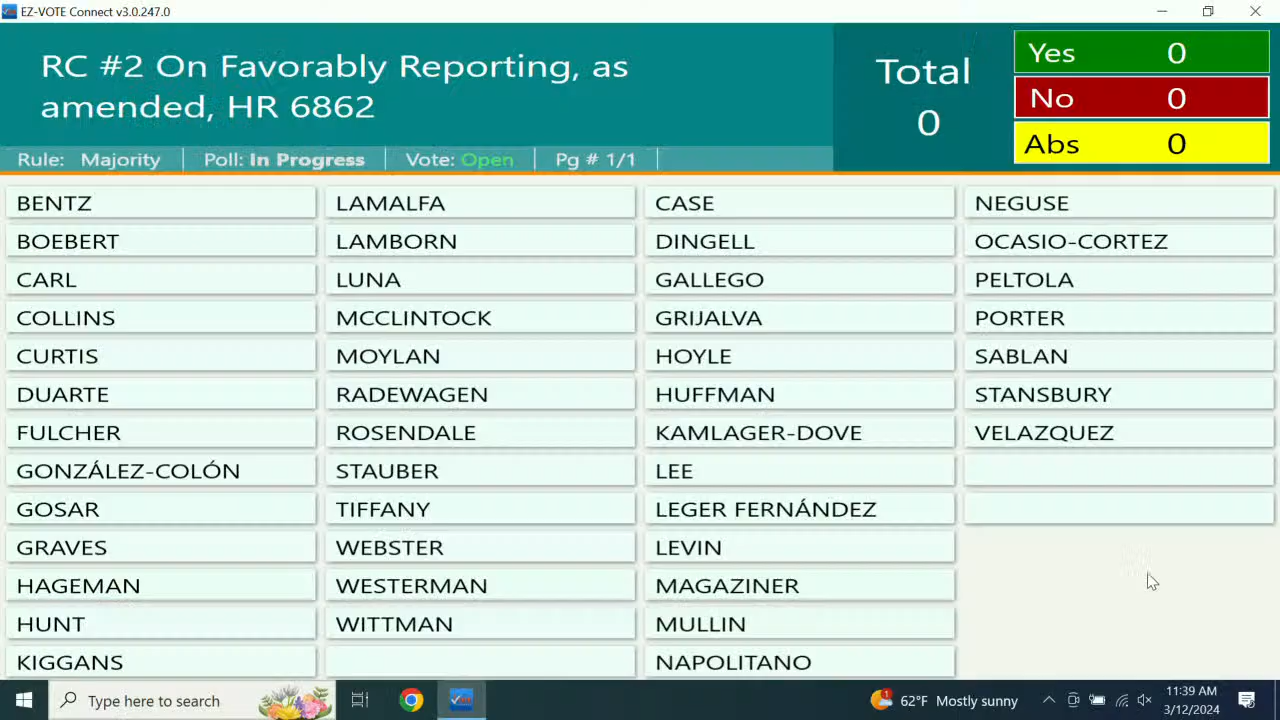 EZ-VOTE Connect v3.0.247.0
RC #2 On Favorably Reporting, as
amended, HR 6862
Total
0
Yes 0
No 0
Abs 0
Rule: Majority Poll: In Progress Vote: Open Pg # 1/1
BENTZ
BOEBERT
CARL
COLLINS
CURTIS
DUARTE
FULCHER
GONZÁLEZ-COLÓN
GOSAR
GRAVES
HAGEMAN
HUNT
KIGGANS
LAMALFA
LAMBORN
LUNA
MCCLINTOCK
MOYLAN
RADEWAGEN
ROSENDALE
STAUBER
TIFFANY
WEBSTER
WESTERMAN
WITTMAN
CASE
DINGELL
GALLEGO
GRIJALVA
HOYLE
HUFFMAN
KAMLAGER-DOVE
LEE
LEGER FERNÁNDEZ
LEVIN
MAGAZINER
MULLIN
NAPOLITANO
NEGUSE
OCASIO-CORTEZ
PELTOLA
PORTER
SABLAN
STANSBURY
VELAZQUEZ
Type here to search
1
62°F Mostly sunny
11:39 AM
3/12/2024